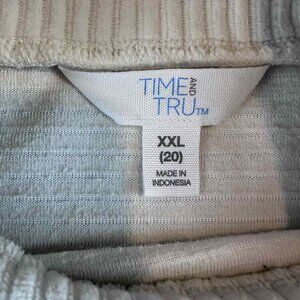 TIME AND
TRU™
XXL
(20)
MADE IN
INDONESIA